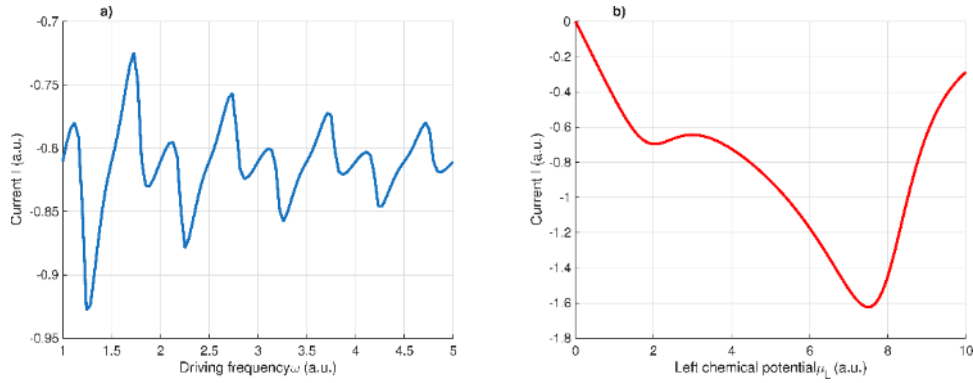 a)
-0.7
-0.75
-0.8
-0.85
-0.9
-0.95
Current I (a.u.)
1 1.5 2 2.5 3 3.5 4 4.5 5
Driving frequencyω (a.u.)
b)
0
-0.2
-0.4
-0.6
-0.8
-1
-1.2
-1.4
-1.6
-1.8
Current I (a.u.)
0 2 4 6 8 10
Left chemical potentialμ_L (a.u.)